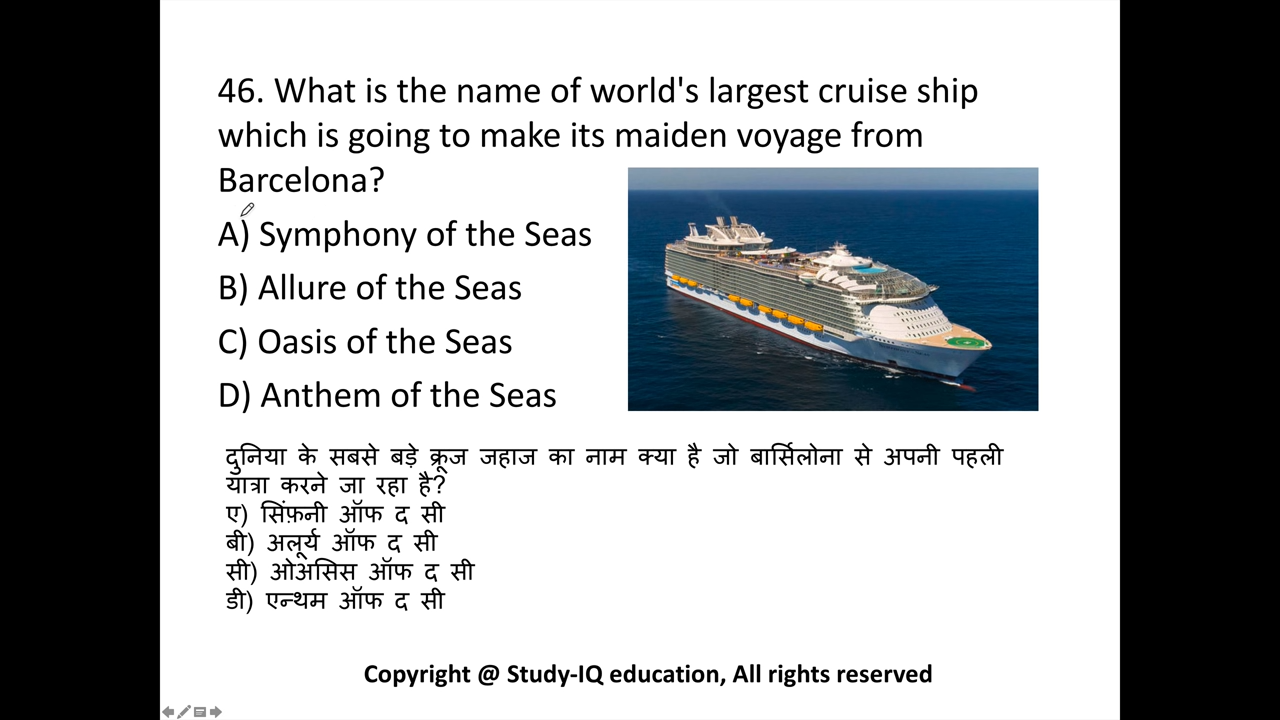 46. What is the name of world's largest cruise ship
which is going to make its maiden voyage from
Barcelona?
A) Symphony of the Seas
B) Allure of the Seas
C) Oasis of the Seas
D) Anthem of the Seas
दुनिया के सबसे बड़े क्रूज जहाज का नाम क्या है जो बार्सिलोना से अपनी पहली
यात्रा करने जा रहा है?
ए) सिंफ़नी ऑफ द सी
बी) अलूर्य ऑफ द सी
सी) ओअसिस ऑफ द सी
डी) एन्थम ऑफ द सी
Copyright @ Study-IQ education, All rights reserved